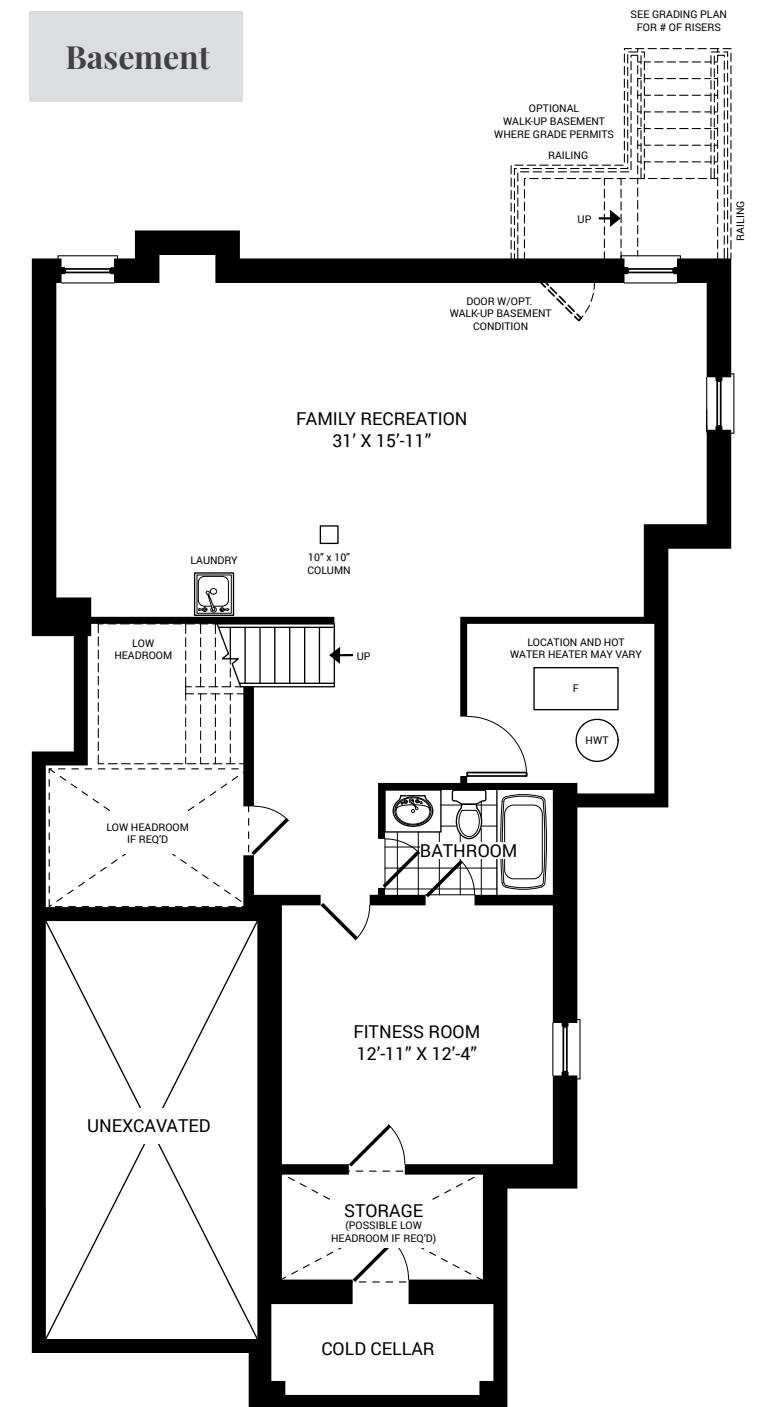 Basement
SEE GRADING PLAN
FOR # OF RISERS
OPTIONAL
WALK-UP BASEMENT
WHERE GRADE PERMITS
RAILING
UP
RAILING
DOOR W/OPT.
WALK-UP BASEMENT
CONDITION
FAMILY RECREATION
31’ X 15’-11”
LAUNDRY
10” x 10”
COLUMN
LOW
HEADROOM
UP
LOCATION AND HOT
WATER HEATER MAY VARY
F
HWT
LOW HEADROOM
IF REQ’D
BATHROOM
FITNESS ROOM
12’-11” X 12’-4”
UNEXCAVATED
STORAGE
(POSSIBLE LOW
HEADROOM IF REQ’D)
COLD CELLAR